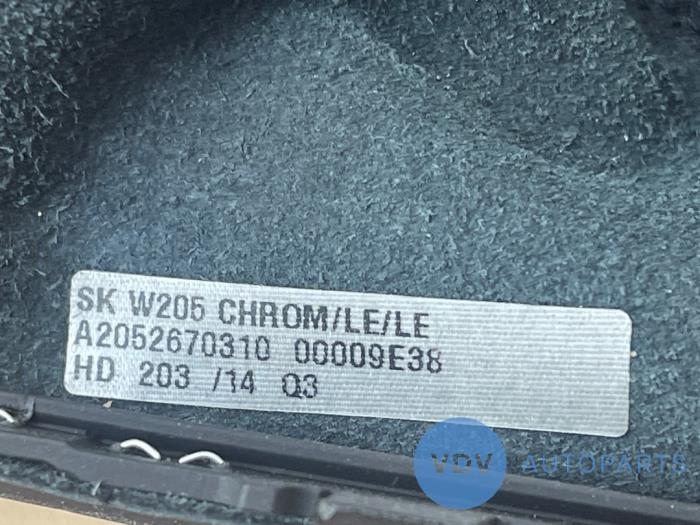 SK W205 CHROM/LE/LE
A2052670310 00009E38
HD 203 /14 Q3
VDV AUTOPARTS